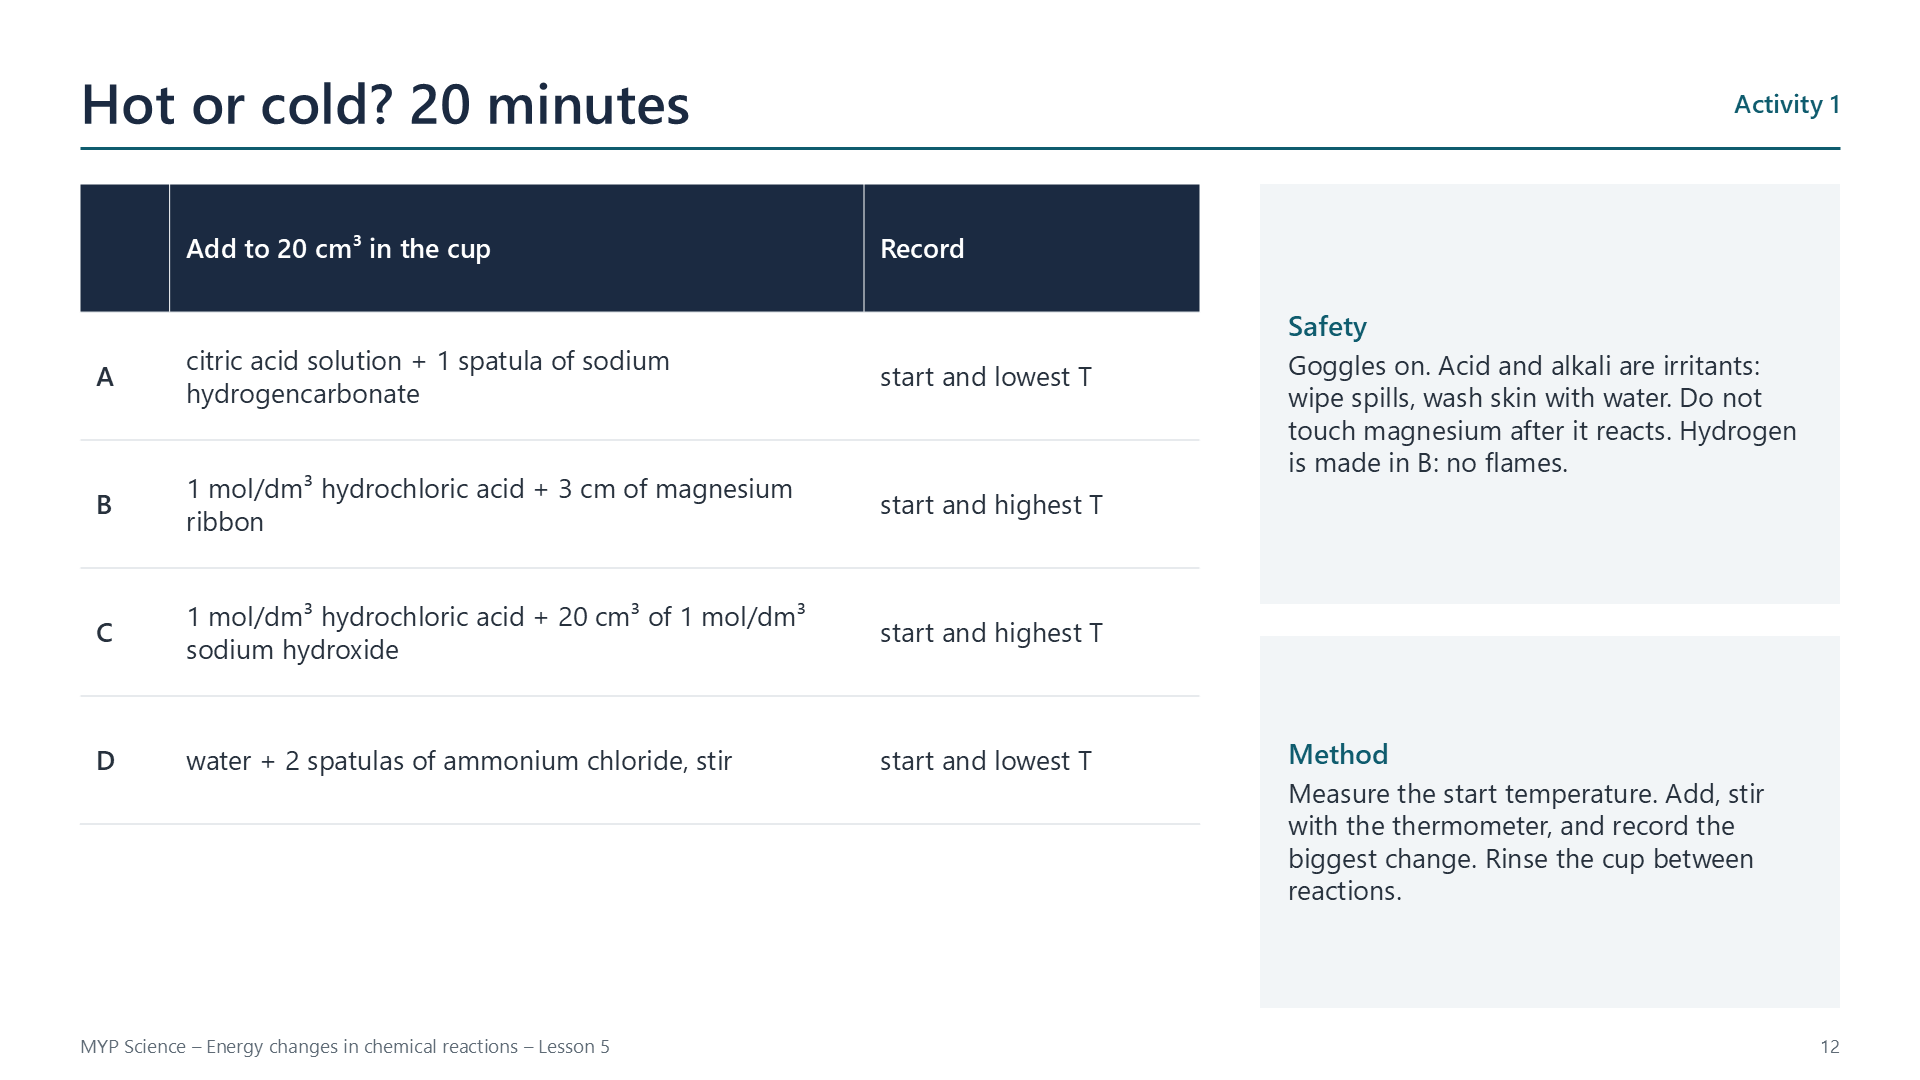 Hot or cold? 20 minutes
Activity 1
Add to 20 cm³ in the cup
Record
A
citric acid solution + 1 spatula of sodium
hydrogencarbonate
start and lowest T
B
1 mol/dm³ hydrochloric acid + 3 cm of magnesium
ribbon
start and highest T
C
1 mol/dm³ hydrochloric acid + 20 cm³ of 1 mol/dm³
sodium hydroxide
start and highest T
D
water + 2 spatulas of ammonium chloride, stir
start and lowest T
Safety
Goggles on. Acid and alkali are irritants:
wipe spills, wash skin with water. Do not
touch magnesium after it reacts. Hydrogen
is made in B: no flames.
Method
Measure the start temperature. Add, stir
with the thermometer, and record the
biggest change. Rinse the cup between
reactions.
MYP Science – Energy changes in chemical reactions – Lesson 5
12